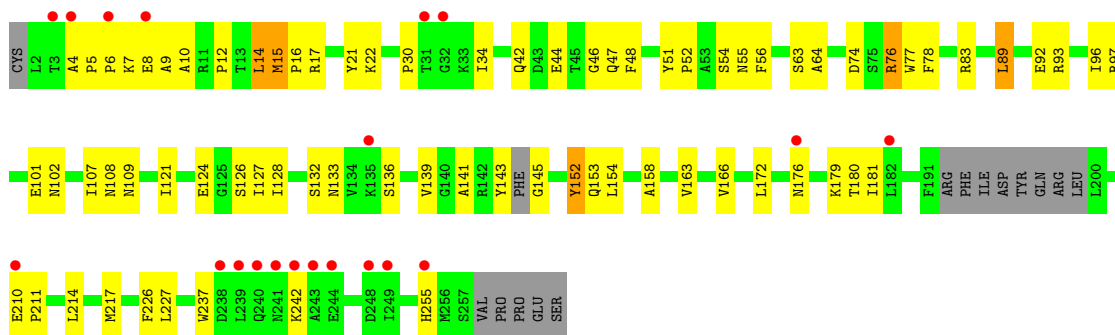 CYS L2 T3 A4 P5 P6 K7 E8 A9 A10 R11 P12 T13 L14 M15 P16 R17 Y21 K22 P30 T31 G32 K33 I34 Q42 D43 E44 T45 G46 Q47 F48 Y51 P52 A53 S54 N55 F56 S63 A64 D74 S75 R76 W77 F78 R83 L89 E92 R93 I96 R97
E101 N102 I107 N108 N109 I121 E124 G125 S126 I127 I128 S132 N133 V134 K135 S136 V139 G140 A141 R142 Y143 PHE G145 Y152 Q153 L154 A158 V163 V166 L172 N176 K179 T180 I181 L182 F191 ARG PHE ILE ASP TYR GLN ARG LEU L200
E210 P211 L214 M217 F226 L227 W237 D238 L239 Q240 N241 K242 A243 E244 D248 I249 H255 M256 S257 VAL PRO PRO GLU SER